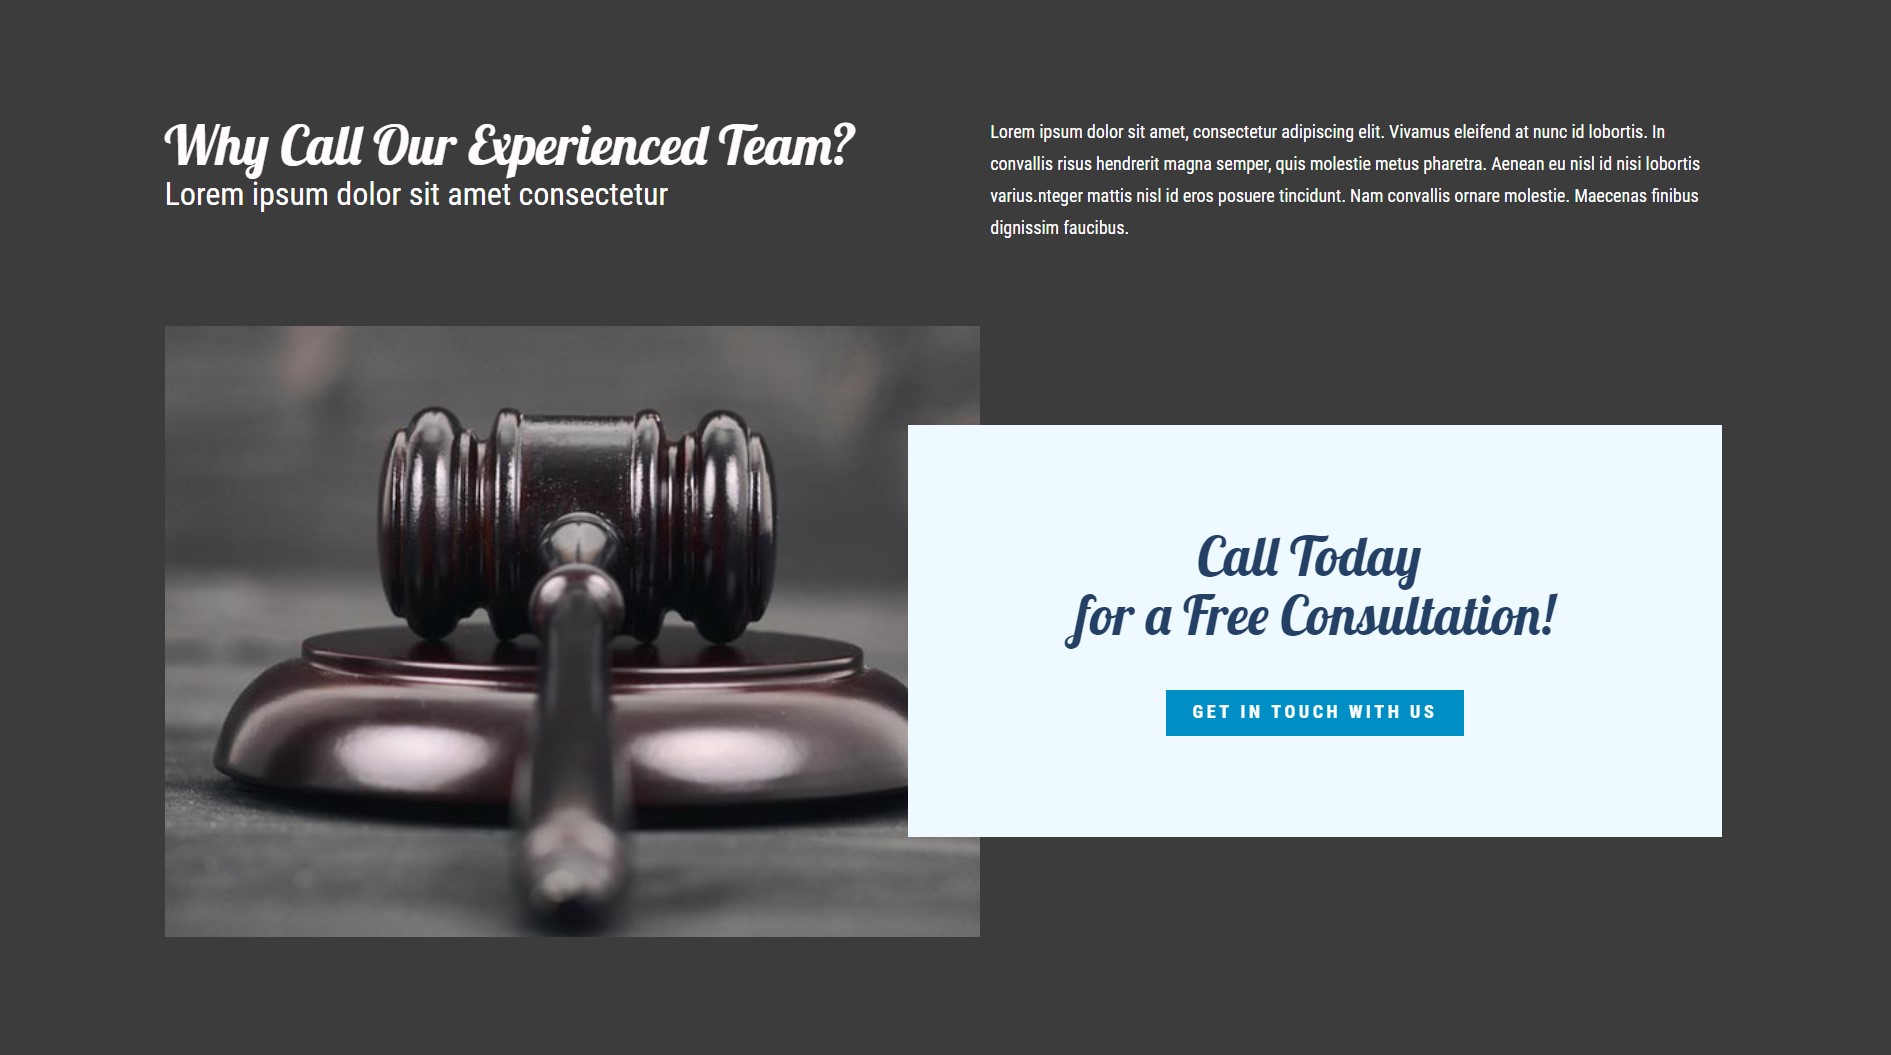 Why Call Our Experienced Team?
Lorem ipsum dolor sit amet consectetur
Lorem ipsum dolor sit amet, consectetur adipiscing elit. Vivamus eleifend at nunc id lobortis. In
convallis risus hendrerit magna semper, quis molestie metus pharetra. Aenean eu nisl id nisi lobortis
varius.nteger mattis nisl id eros posuere tincidunt. Nam convallis ornare molestie. Maecenas finibus
dignissim faucibus.
Call Today
for a Free Consultation!
GET IN TOUCH WITH US